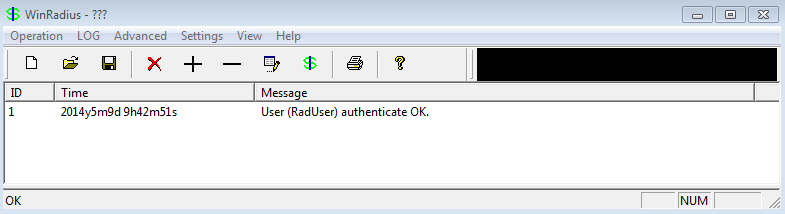 WinRadius - ???
Operation LOG Advanced Settings View Help
ID Time Message
1 2014y5m9d 9h42m51s User (RadUser) authenticate OK.
OK NUM